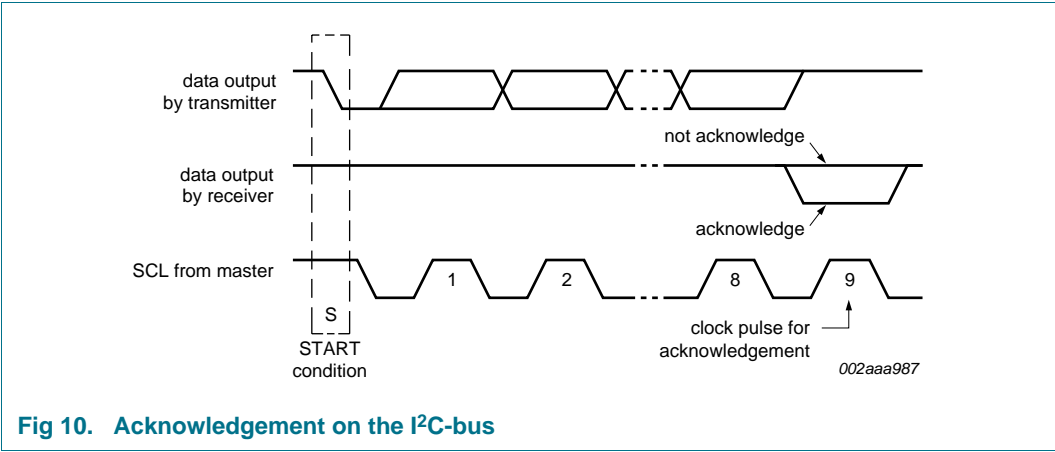 data output
by transmitter
not acknowledge
data output
by receiver
acknowledge
SCL from master
1
2
8
9
S
START
condition
clock pulse for
acknowledgement
002aaa987
Fig 10. Acknowledgement on the I²C-bus